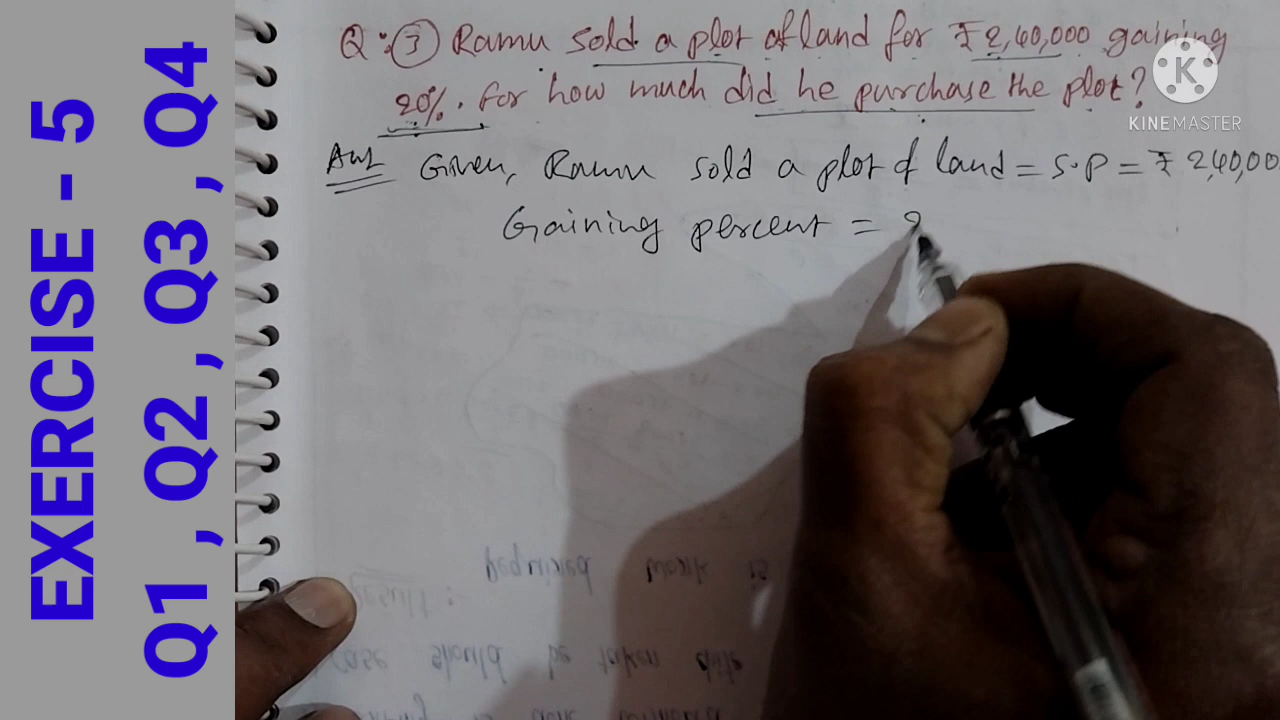 EXERCISE - 5
Q1 , Q2 , Q3 , Q4
Q:③ Ramu sold a plot of land for ₹ 2,40,000 gaining
20%. For how much did he purchase the plot?
KINEMASTER
Ans Given, Ramu sold a plot of land = S.P = ₹ 2,40,00
Gaining percent = 2